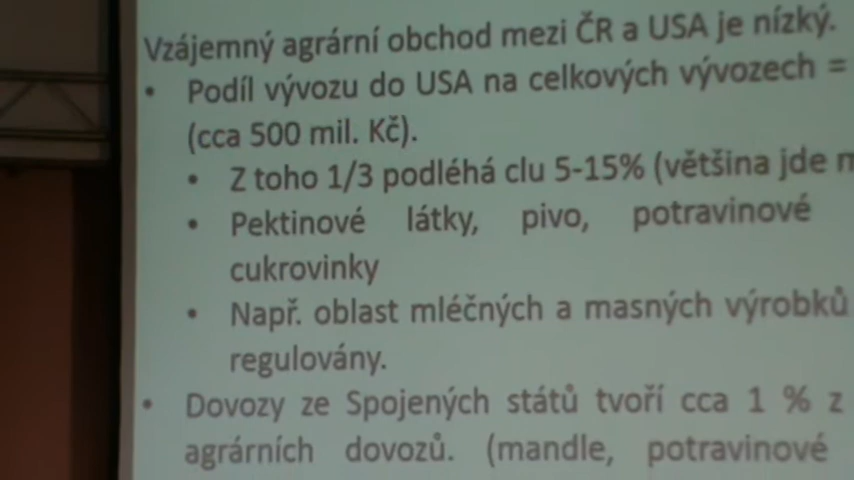 Vzájemný agrární obchod mezi ČR a USA je nízký.
• Podíl vývozu do USA na celkových vývozech =
(cca 500 mil. Kč).
• Z toho 1/3 podléhá clu 5-15% (většina jde
• Pektinové látky, pivo, potravinové
cukrovinky
• Např. oblast mléčných a masných výrobků
regulovány.
• Dovozy ze Spojených států tvoří cca 1 % z
agrárních dovozů. (mandle, potravinové